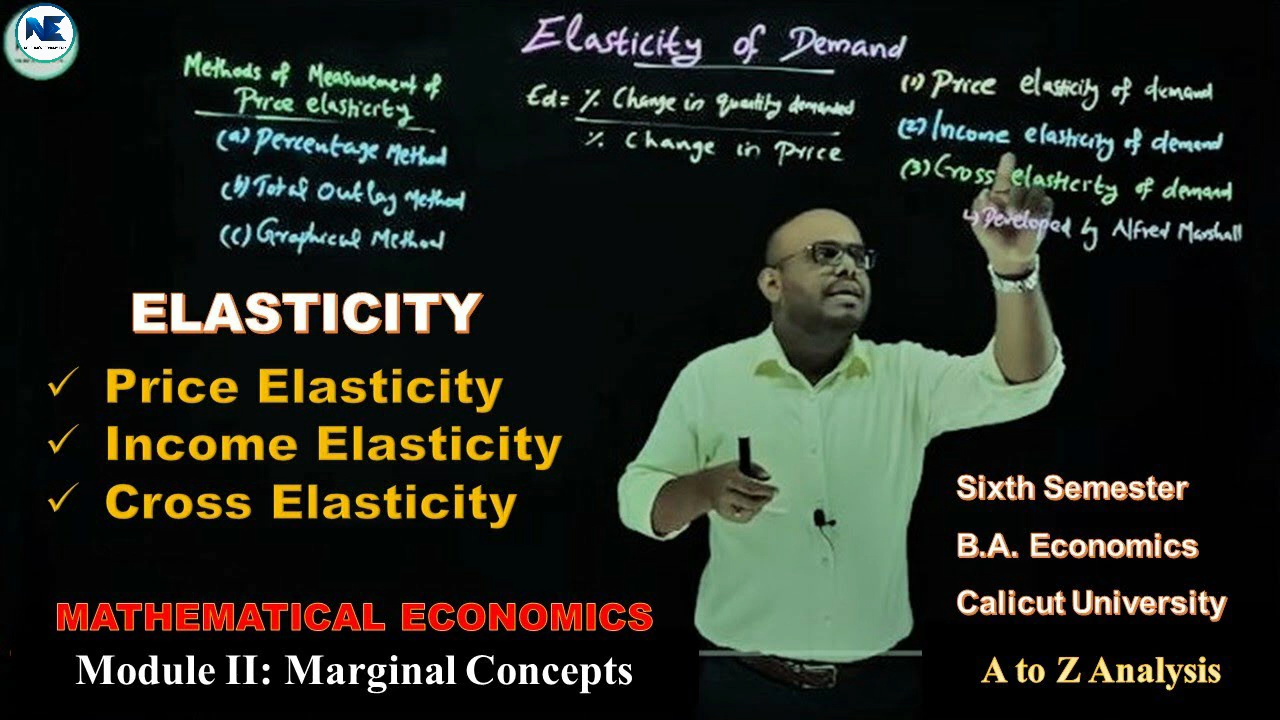 NE
Elasticity of Demand
Methods of Measurement of
Price elasticity
(a) Percentage Method
(b) Total Outlay Method
(c) Graphical Method
Ed = % Change in quantity demanded
% Change in Price
(1) Price elasticity of demand
(2) Income elasticity of demand
(3) Cross elasticity of demand
↳ Developed by Alfred Marshall
ELASTICITY
✓ Price Elasticity
✓ Income Elasticity
✓ Cross Elasticity
MATHEMATICAL ECONOMICS
Module II: Marginal Concepts
Sixth Semester
B.A. Economics
Calicut University
A to Z Analysis